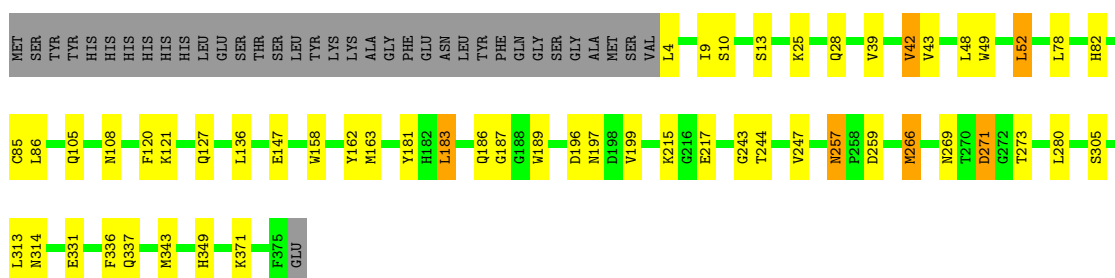 MET SER TYR TYR HIS HIS HIS HIS HIS HIS LEU GLU SER THR SER LEU TYR LYS LYS ALA GLY PHE GLU ASN LEU TYR PHE GLN GLY SER GLY ALA MET SER VAL L4 I9 S10 S13 K25 Q28 V39 V42 V43 L48 W49 L52 L78 H82
C85 L86 Q105 N108 F120 K121 Q127 L136 E147 W158 Y162 M163 Y181 H182 L183 Q186 G187 G188 W189 D196 N197 D198 V199 K215 G216 E217 G243 T244 V247 N257 P258 D259 M266 N269 T270 D271 G272 T273 L280 S305
L313 N314 E331 F336 Q337 M343 H349 K371 F375 GLU